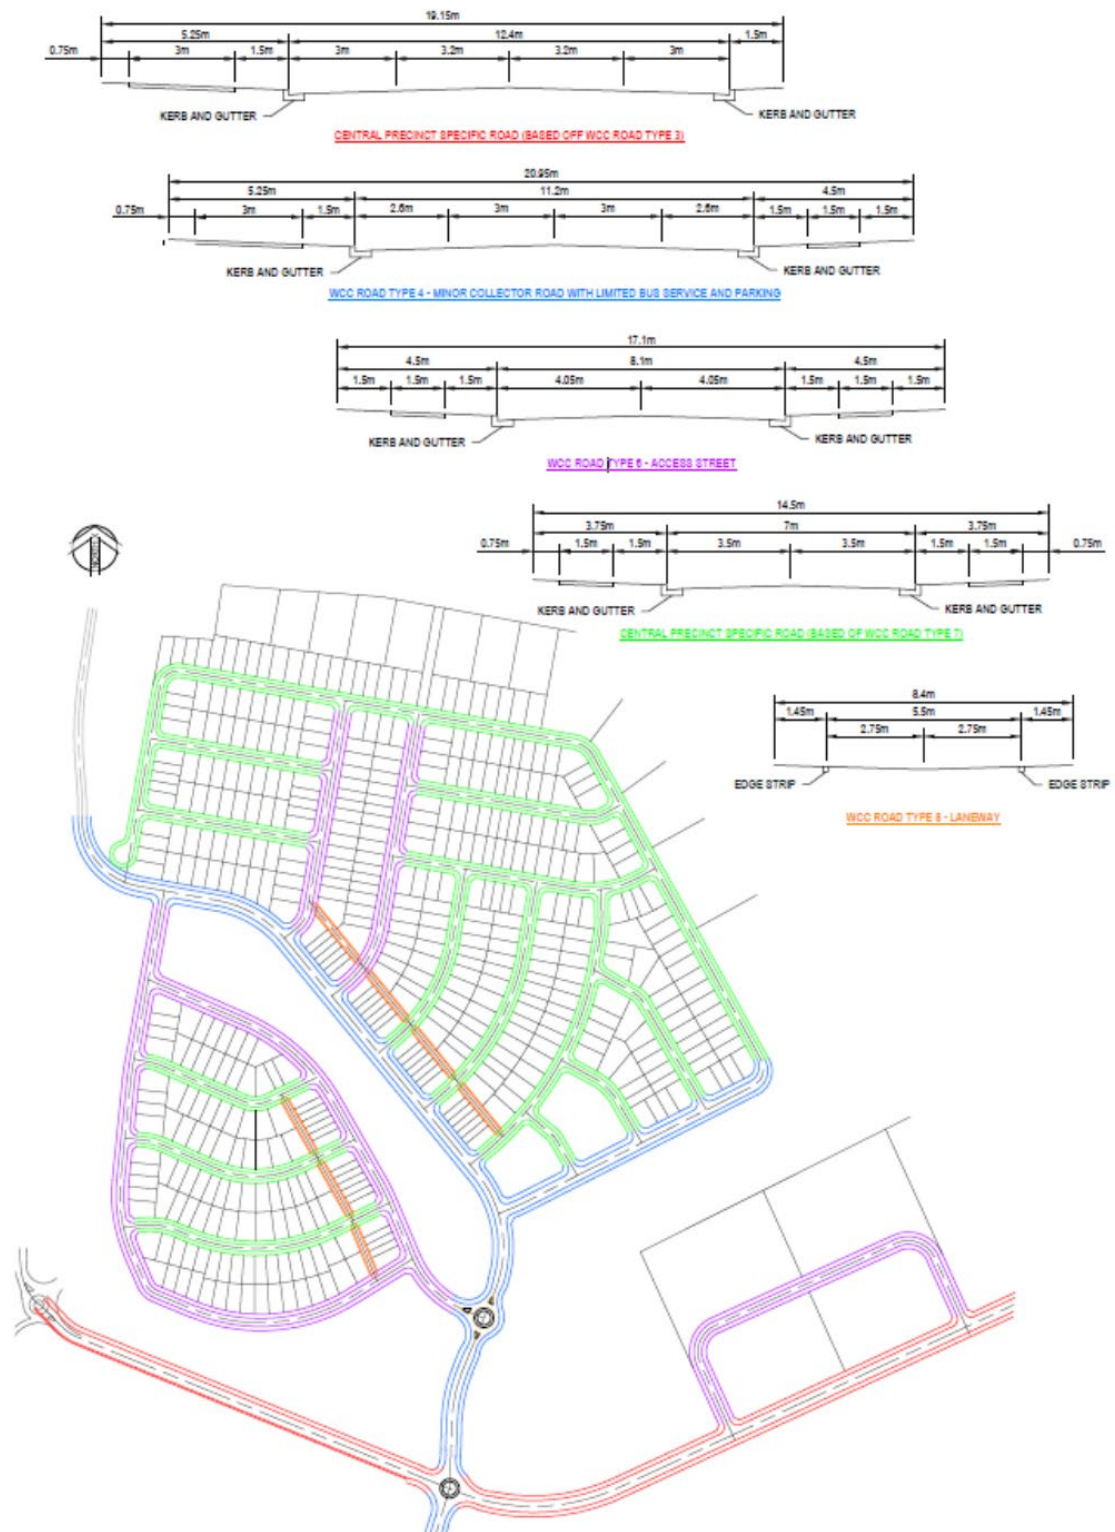 19.15m
5.25m 12.4m 1.5m
0.75m 3m 1.5m 3m 3.2m 3.2m 3m
KERB AND GUTTER KERB AND GUTTER
CENTRAL PRECINCT SPECIFIC ROAD (BASED OFF WCC ROAD TYPE 3)
20.95m
5.25m 11.2m 4.5m
0.75m 3m 1.5m 2.6m 3m 3m 2.6m 1.5m 1.5m 1.5m
KERB AND GUTTER KERB AND GUTTER
WCC ROAD TYPE 4 - MINOR COLLECTOR ROAD WITH LIMITED BUS SERVICE AND PARKING
17.1m
4.5m 8.1m 4.5m
1.5m 1.5m 1.5m 4.05m 4.05m 1.5m 1.5m 1.5m
KERB AND GUTTER KERB AND GUTTER
WCC ROAD TYPE 6 - ACCESS STREET
14.5m
3.75m 7m 3.75m
0.75m 1.5m 1.5m 3.5m 3.5m 1.5m 1.5m 0.75m
KERB AND GUTTER KERB AND GUTTER
CENTRAL PRECINCT SPECIFIC ROAD (BASED OF WCC ROAD TYPE 7)
NORTH
8.4m
1.45m 5.5m 1.45m
2.75m 2.75m
EDGE STRIP EDGE STRIP
WCC ROAD TYPE 8 - LANEWAY